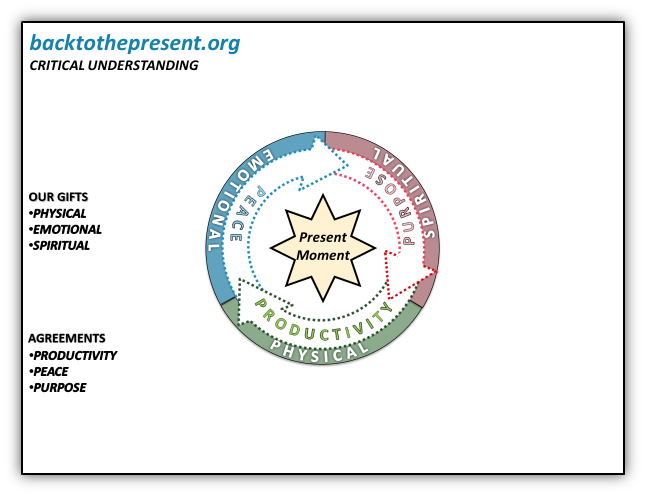 backtothepresent.org
CRITICAL UNDERSTANDING
OUR GIFTS
•PHYSICAL
•EMOTIONAL
•SPIRITUAL
AGREEMENTS
•PRODUCTIVITY
•PEACE
•PURPOSE
EMOTIONAL
PEACE
SPIRITUAL
PURPOSE
Present
Moment
PRODUCTIVITY
PHYSICAL